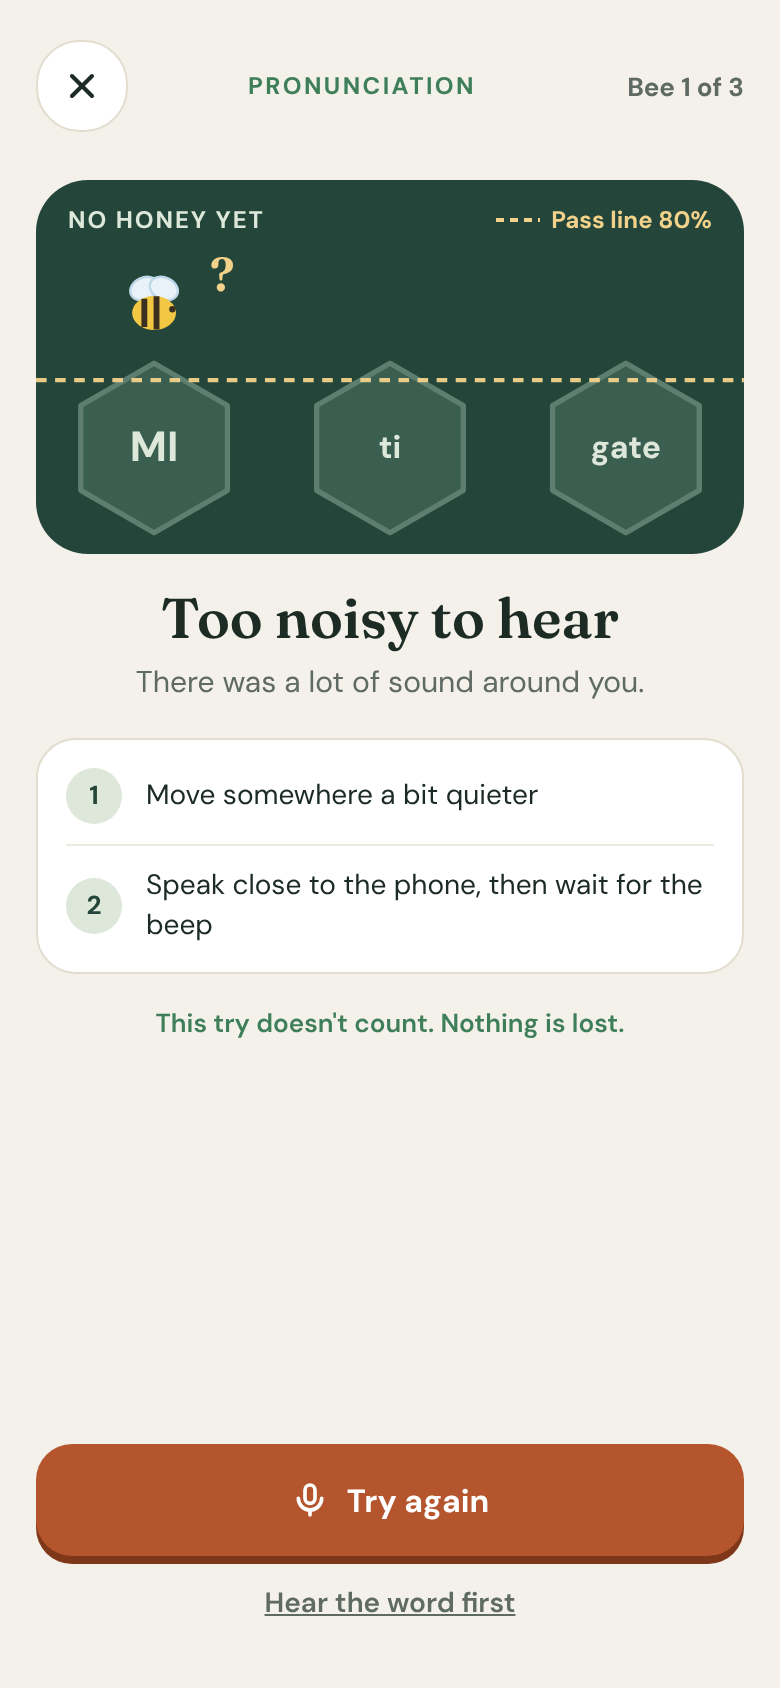 PRONUNCIATION
Bee 1 of 3
NO HONEY YET
Pass line 80%
?
MI
ti
gate
Too noisy to hear
There was a lot of sound around you.
1
Move somewhere a bit quieter
2
Speak close to the phone, then wait for the
beep
This try doesn't count. Nothing is lost.
Try again
Hear the word first